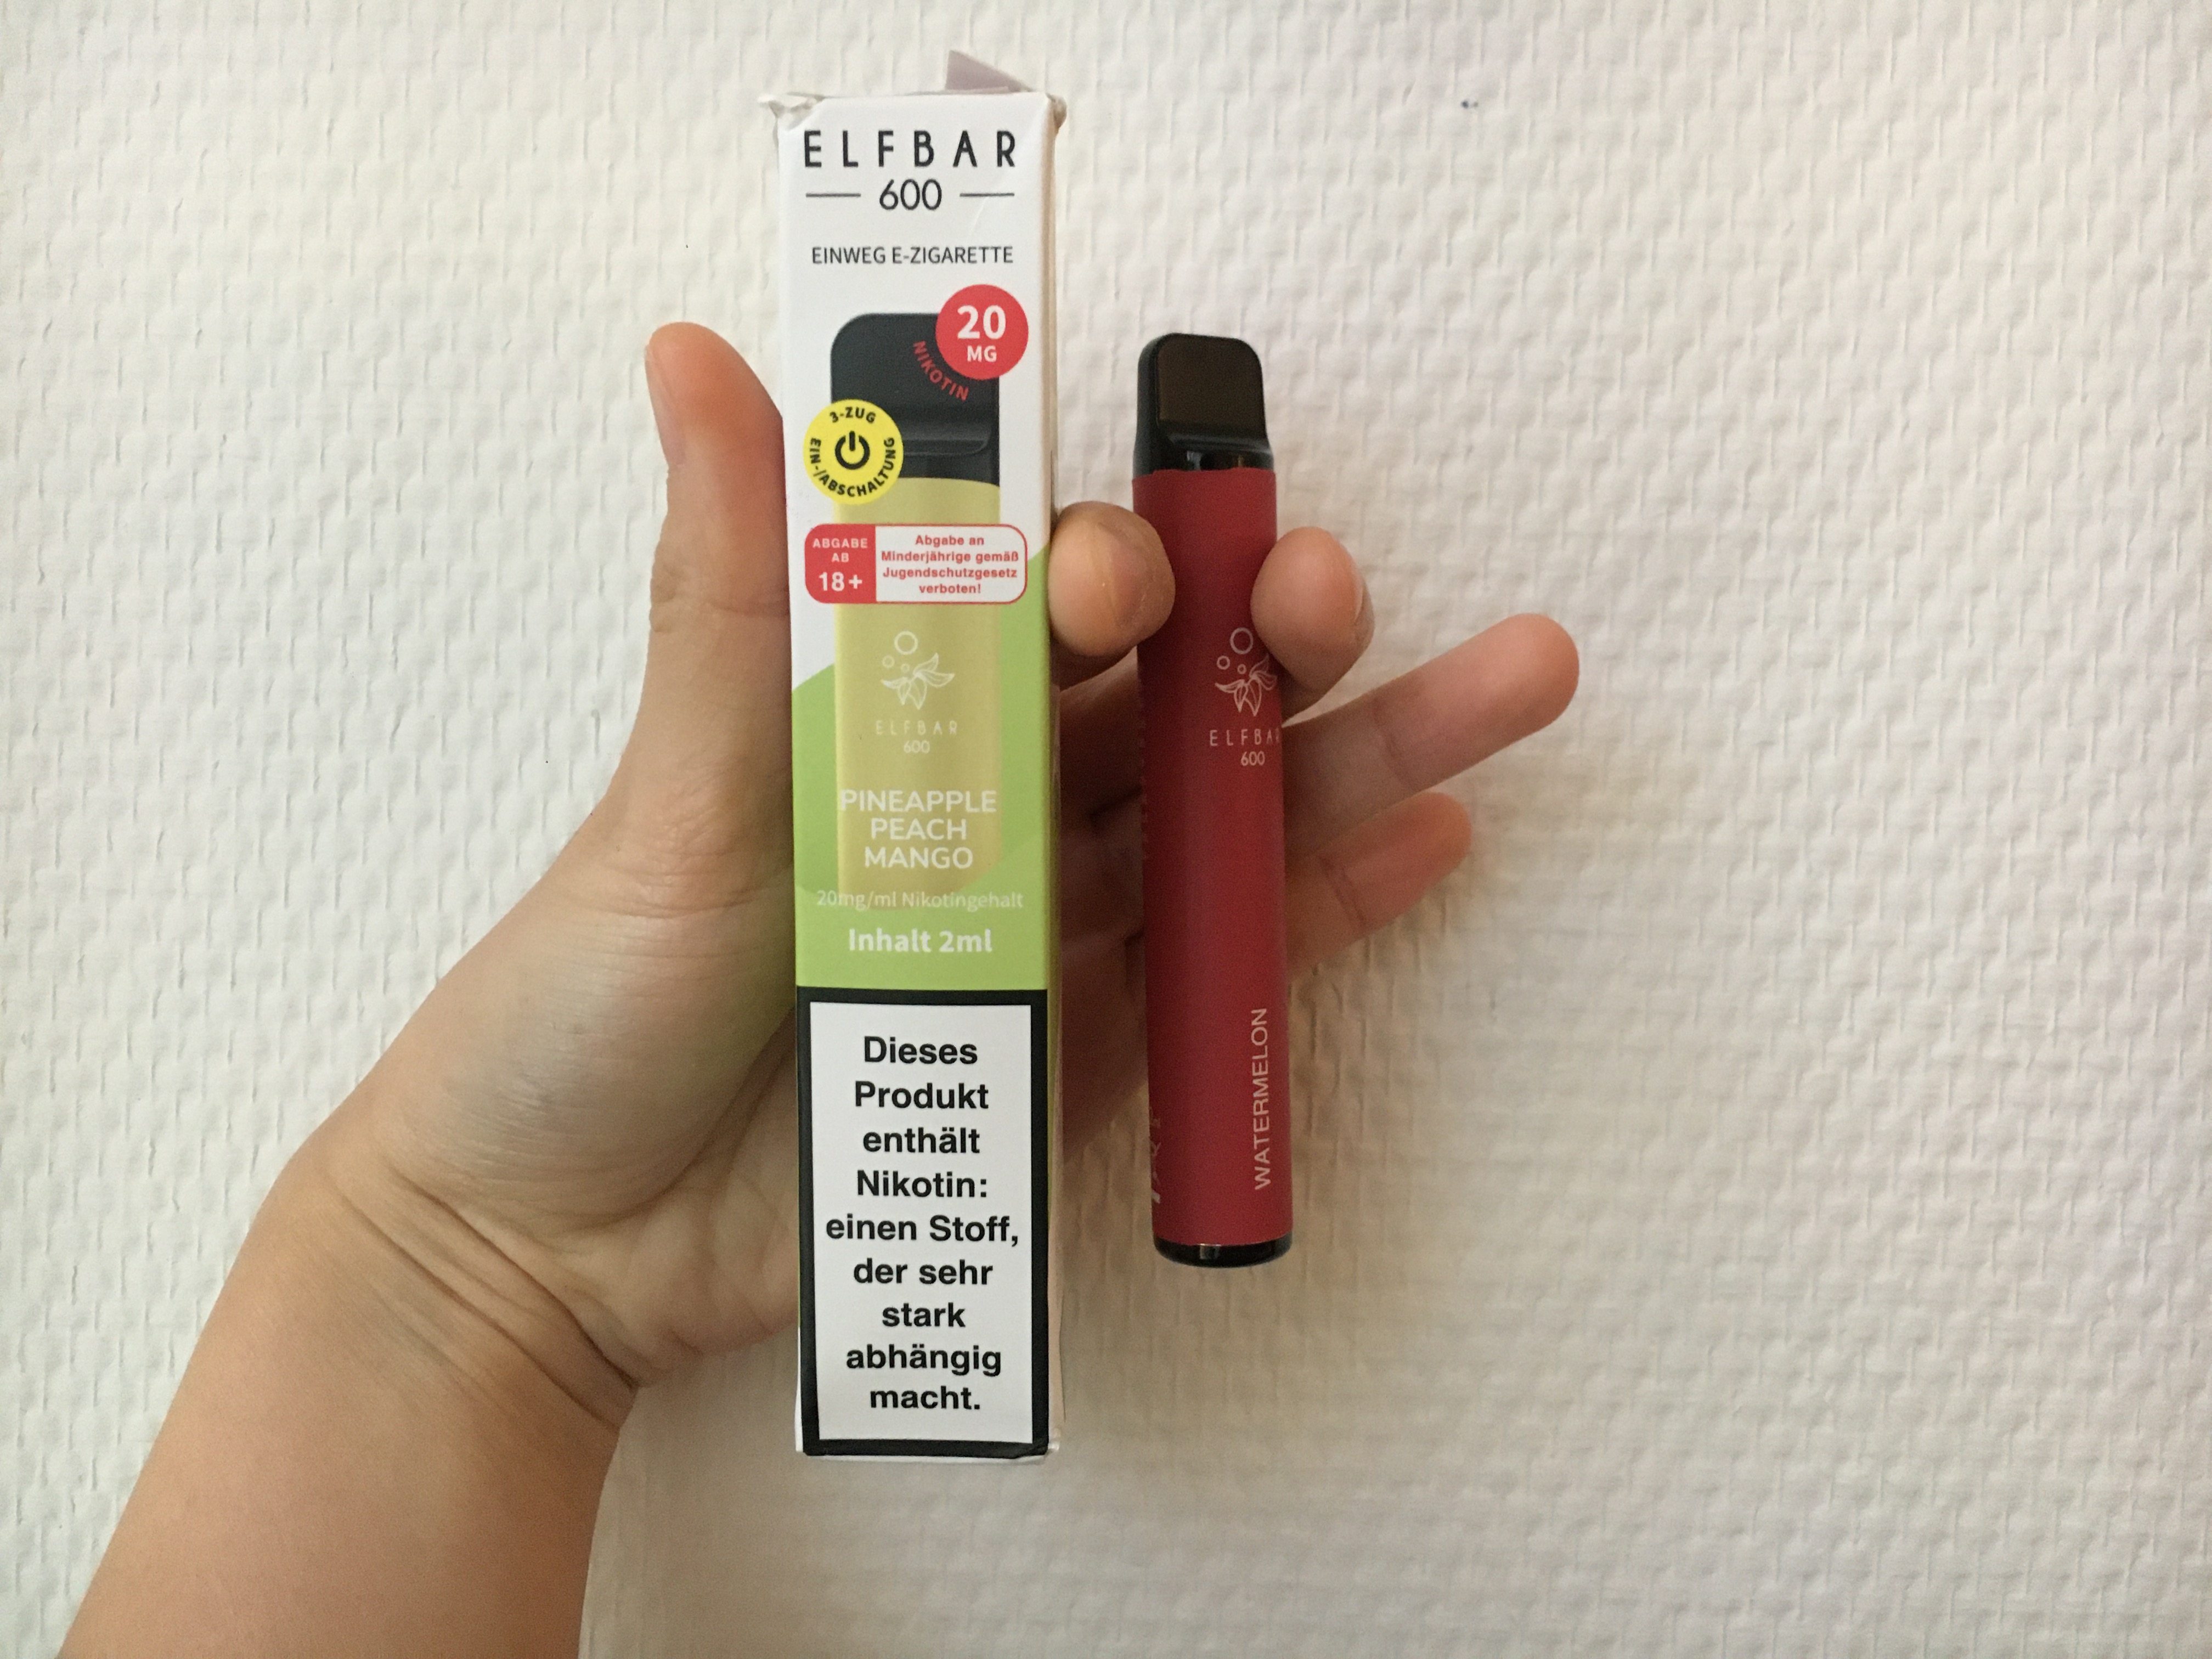 ELFBAR
600
EINWEG E-ZIGARETTE
20
MG
NIKOTIN
3-ZUG
EIN-/ABSCHALTUNG
ABGABE
AB
18+
Abgabe an
Minderjährige gemäß
Jugendschutzgesetz
verboten!
ELFBAR
600
PINEAPPLE
PEACH
MANGO
20mg/ml Nikotingehalt
Inhalt 2ml
Dieses
Produkt
enthält
Nikotin:
einen Stoff,
der sehr
stark
abhängig
macht.
ELFBAR
600
WATERMELON